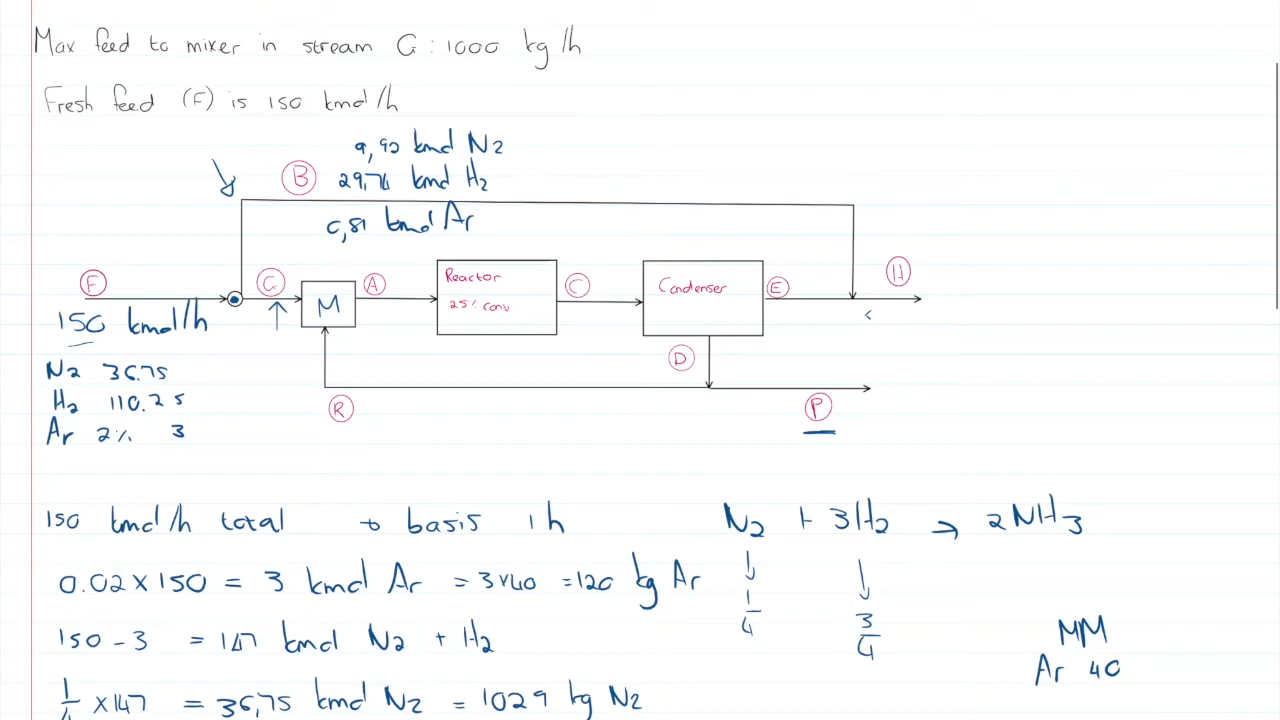 Max feed to mixer in stream G : 1000 kg/h
Fresh feed (F) is 150 kmol/h
9,92 kmol N2
B 29,76 kmol H2
0,81 kmol Ar
F G A C E H
Reactor
25% conv
Condenser
M
150 kmol/h
D
N2 36.75
H2 110.25
Ar 2% 3
R P
150 kmol/h total → basis 1h N2 + 3H2 → 2NH3
0.02 x 150 = 3 kmol Ar = 3x40 = 120 kg Ar
1/4 3/4
150 - 3 = 147 kmol N2 + H2
MM
Ar 40
1/4 x 147 = 36,75 kmol N2 = 1029 kg N2